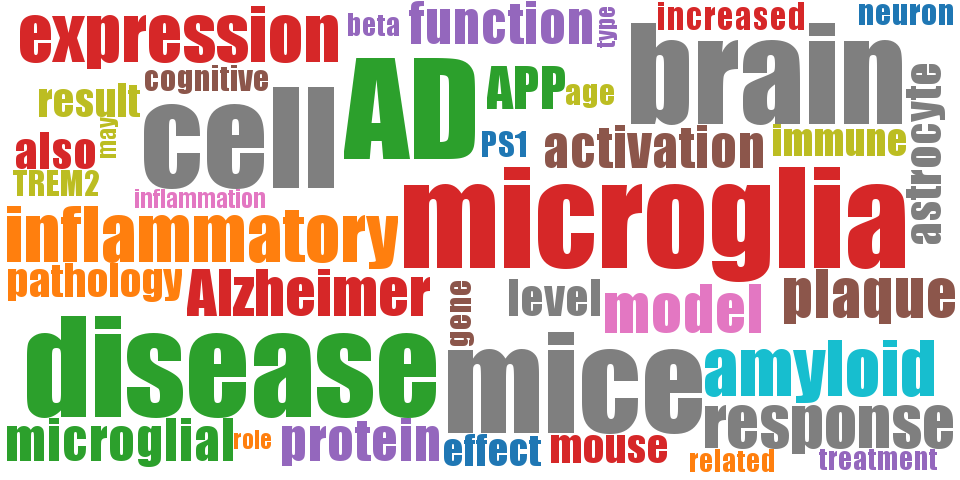 expression
beta
function
type
increased
neuron
cognitive
result
may
cell
AD
APP
age
brain
astrocyte
also
PS1
activation
immune
TREM2
inflammation
microglia
inflammatory
pathology
Alzheimer
gene
level
model
plaque
disease
mice
amyloid
response
microglial
role
protein
effect
mouse
related
treatment